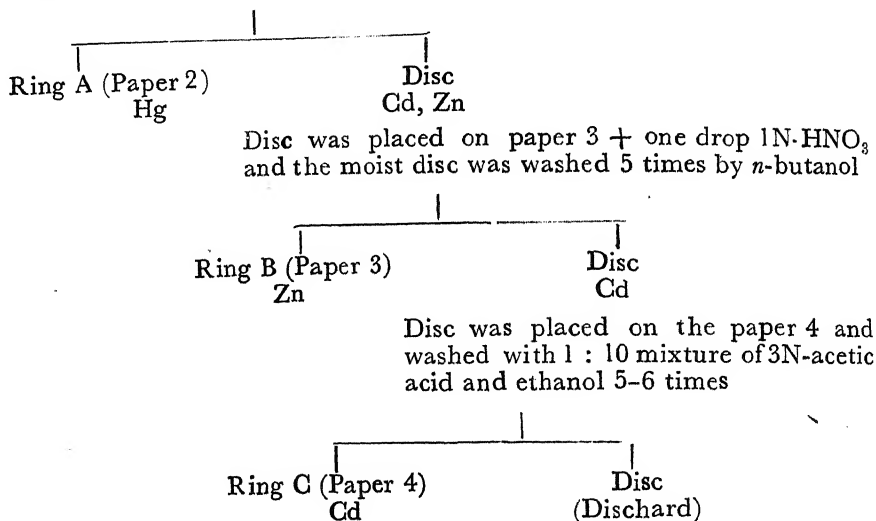 Ring A (Paper 2) Disc
Hg Cd, Zn
Disc was placed on paper 3 + one drop 1N·HNO₃
and the moist disc was washed 5 times by n-butanol
Ring B (Paper 3) Disc
Zn Cd
Disc was placed on the paper 4 and
washed with 1 : 10 mixture of 3N-acetic
acid and ethanol 5-6 times
Ring C (Paper 4) Disc
Cd (Dischard)